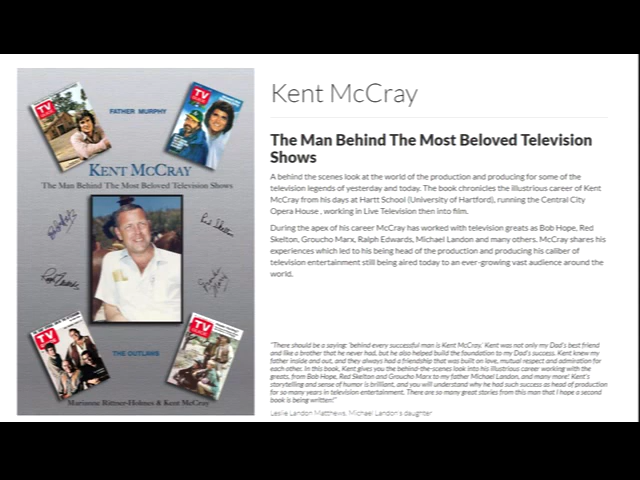 Kent McCray
The Man Behind The Most Beloved Television
Shows
A behind the scenes look at the world of the production and producing for some of the
television legends of yesterday and today. The book chronicles the illustrious career of Kent
McCray from his days at Hartt School (University of Hartford), running the Central City
Opera House , working in Live Television then into film.
During the apex of his career McCray has worked with television greats as Bob Hope, Red
Skelton, Groucho Marx, Ralph Edwards, Michael Landon and many others. McCray shares his
experiences which led to his being head of the production and producing his caliber of
television entertainment still being aired today to an ever-growing vast audience around the
world.
"There should be a saying: 'behind every successful man is Kent McCray.' Kent was not only my Dad's best friend
and like a brother that he never had, but he also helped build the foundation to my Dad's success. Kent knew my
father inside and out, and they always had a friendship that was built on love, mutual respect and admiration for
each other. In this book, Kent gives you the behind-the-scenes look into his illustrious career working with the
greats, from Bob Hope, Red Skelton and Groucho Marx to my father Michael Landon, and many more! Kent's
storytelling and sense of humor is brilliant, and you will understand why he had such success as head of production
for so many years in television entertainment. There are so many great stories from this man that I hope a second
book is being written!"
Leslie Landon Matthews, Michael Landon's daughter
TV
TV
FATHER MURPHY
KENT MCCRAY
The Man Behind The Most Beloved Television Shows
TV
TV
THE OUTLAWS
Marianne Rittner-Holmes & Kent McCray